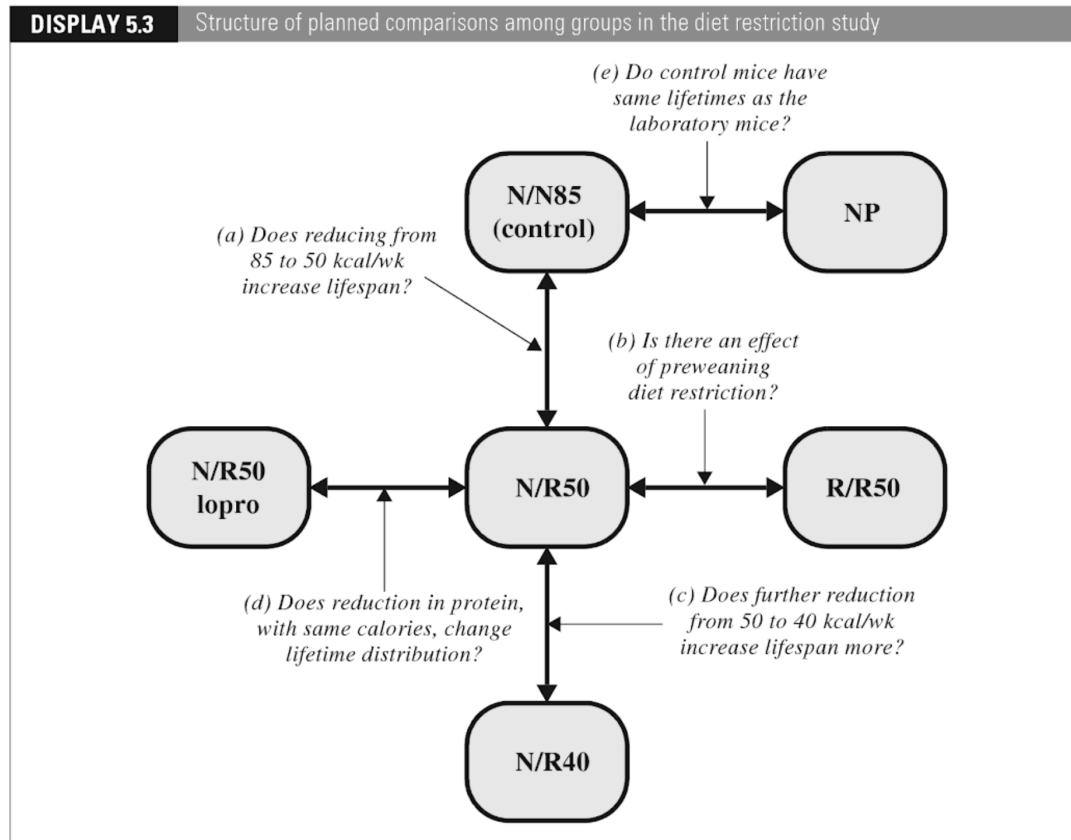 DISPLAY 5.3 Structure of planned comparisons among groups in the diet restriction study
(e) Do control mice have
same lifetimes as the
laboratory mice?
N/N85
(control)
NP
(a) Does reducing from
85 to 50 kcal/wk
increase lifespan?
(b) Is there an effect
of preweaning
diet restriction?
N/R50
lopro
N/R50
R/R50
(d) Does reduction in protein,
with same calories, change
lifetime distribution?
(c) Does further reduction
from 50 to 40 kcal/wk
increase lifespan more?
N/R40